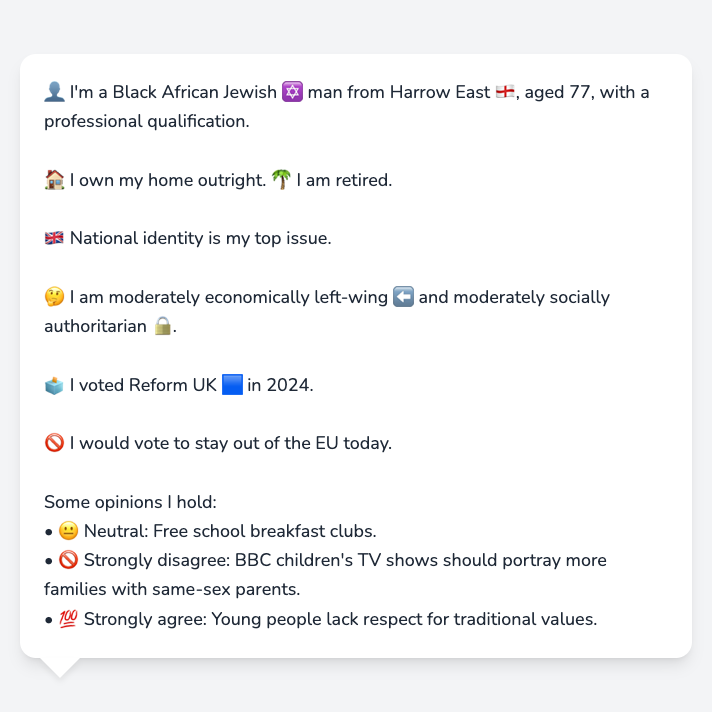 👤 I'm a Black African Jewish ✡️ man from Harrow East 🏴󠁧󠁢󠁥󠁮󠁧󠁿, aged 77, with a
professional qualification.
🏠 I own my home outright. 🌴 I am retired.
🇬🇧 National identity is my top issue.
🤔 I am moderately economically left-wing ⬅️ and moderately socially
authoritarian 🔒.
🗳️ I voted Reform UK 🟦 in 2024.
🚫 I would vote to stay out of the EU today.
Some opinions I hold:
• 😐 Neutral: Free school breakfast clubs.
• 🚫 Strongly disagree: BBC children's TV shows should portray more
families with same-sex parents.
• 💯 Strongly agree: Young people lack respect for traditional values.